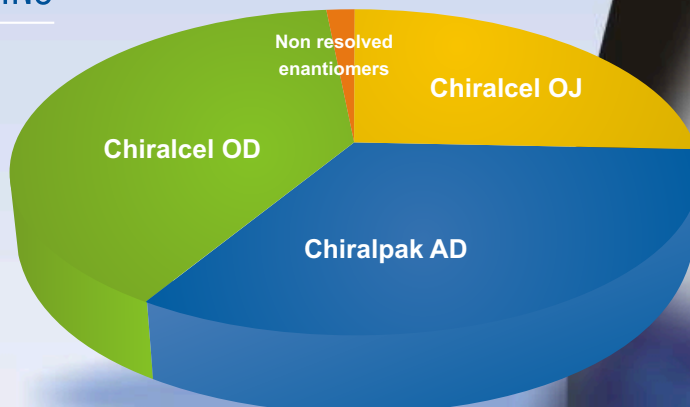 Non resolved
enantiomers
Chiralcel OJ
Chiralcel OD
Chiralpak AD